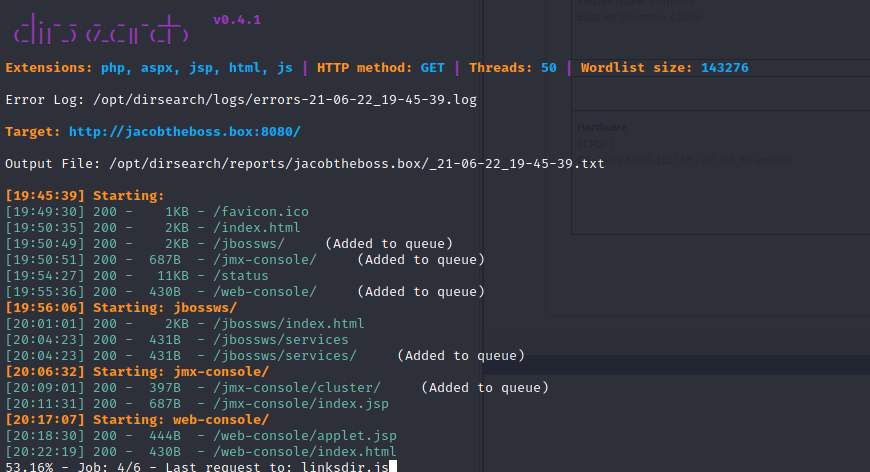 v0.4.1
Extensions: php, aspx, jsp, html, js | HTTP method: GET | Threads: 50 | Wordlist size: 143276
Error Log: /opt/dirsearch/logs/errors-21-06-22_19-45-39.log
Target: http://jacobtheboss.box:8080/
Output File: /opt/dirsearch/reports/jacobtheboss.box/_21-06-22_19-45-39.txt
[19:45:39] Starting:
[19:49:30] 200 - 1KB - /favicon.ico
[19:50:35] 200 - 2KB - /index.html
[19:50:49] 200 - 2KB - /jbossws/ (Added to queue)
[19:50:51] 200 - 687B - /jmx-console/ (Added to queue)
[19:54:27] 200 - 11KB - /status
[19:55:36] 200 - 430B - /web-console/ (Added to queue)
[19:56:06] Starting: jbossws/
[20:01:01] 200 - 2KB - /jbossws/index.html
[20:04:23] 200 - 431B - /jbossws/services
[20:04:23] 200 - 431B - /jbossws/services/ (Added to queue)
[20:06:32] Starting: jmx-console/
[20:09:01] 200 - 397B - /jmx-console/cluster/ (Added to queue)
[20:11:31] 200 - 687B - /jmx-console/index.jsp
[20:17:07] Starting: web-console/
[20:18:30] 200 - 444B - /web-console/applet.jsp
[20:22:19] 200 - 430B - /web-console/index.html
53.16% - Job: 4/6 - Last request to: linksdir.js
Hardware